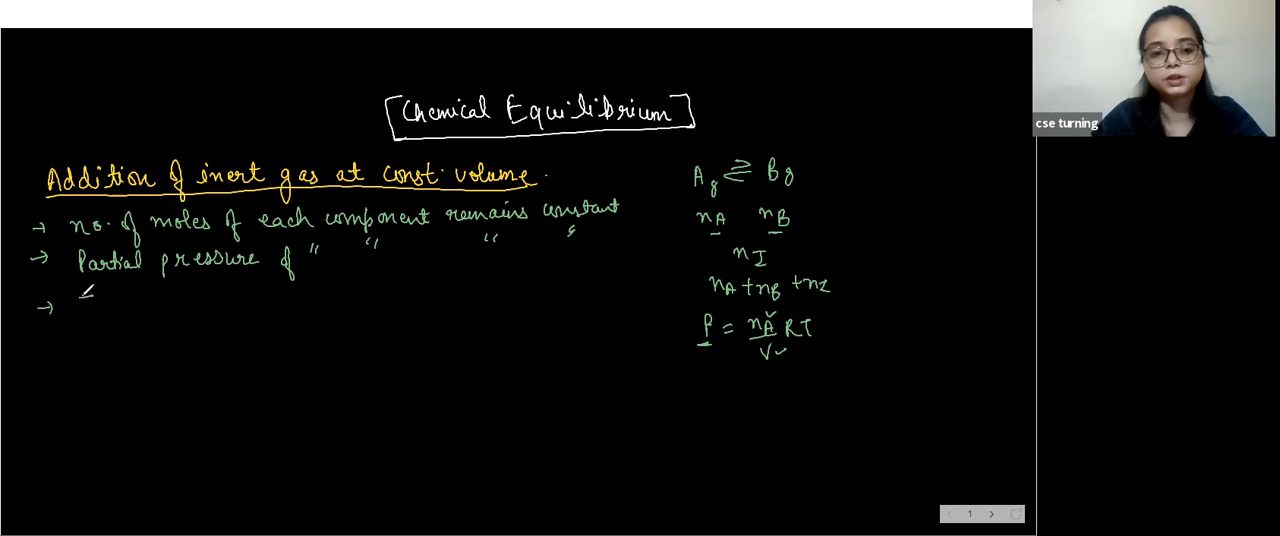 [Chemical Equilibrium]
cse turning
Addition of inert gas at const. volume.
→ no. of moles of each component remains constant
→ Partial pressure of " " " "
→
A g ⇌ B g
nA nB
nI
nA + nB + nI
P = nA/V RT
1